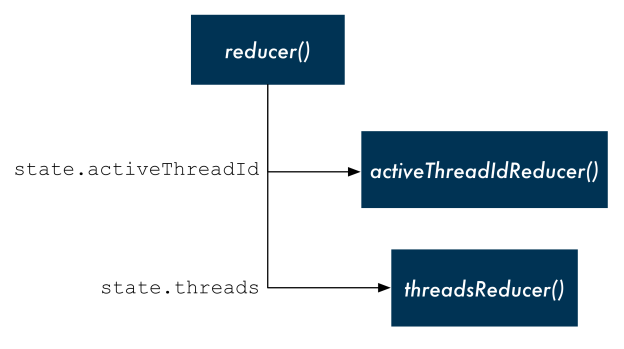 reducer()
state.activeThreadId
activeThreadIdReducer()
state.threads
threadsReducer()